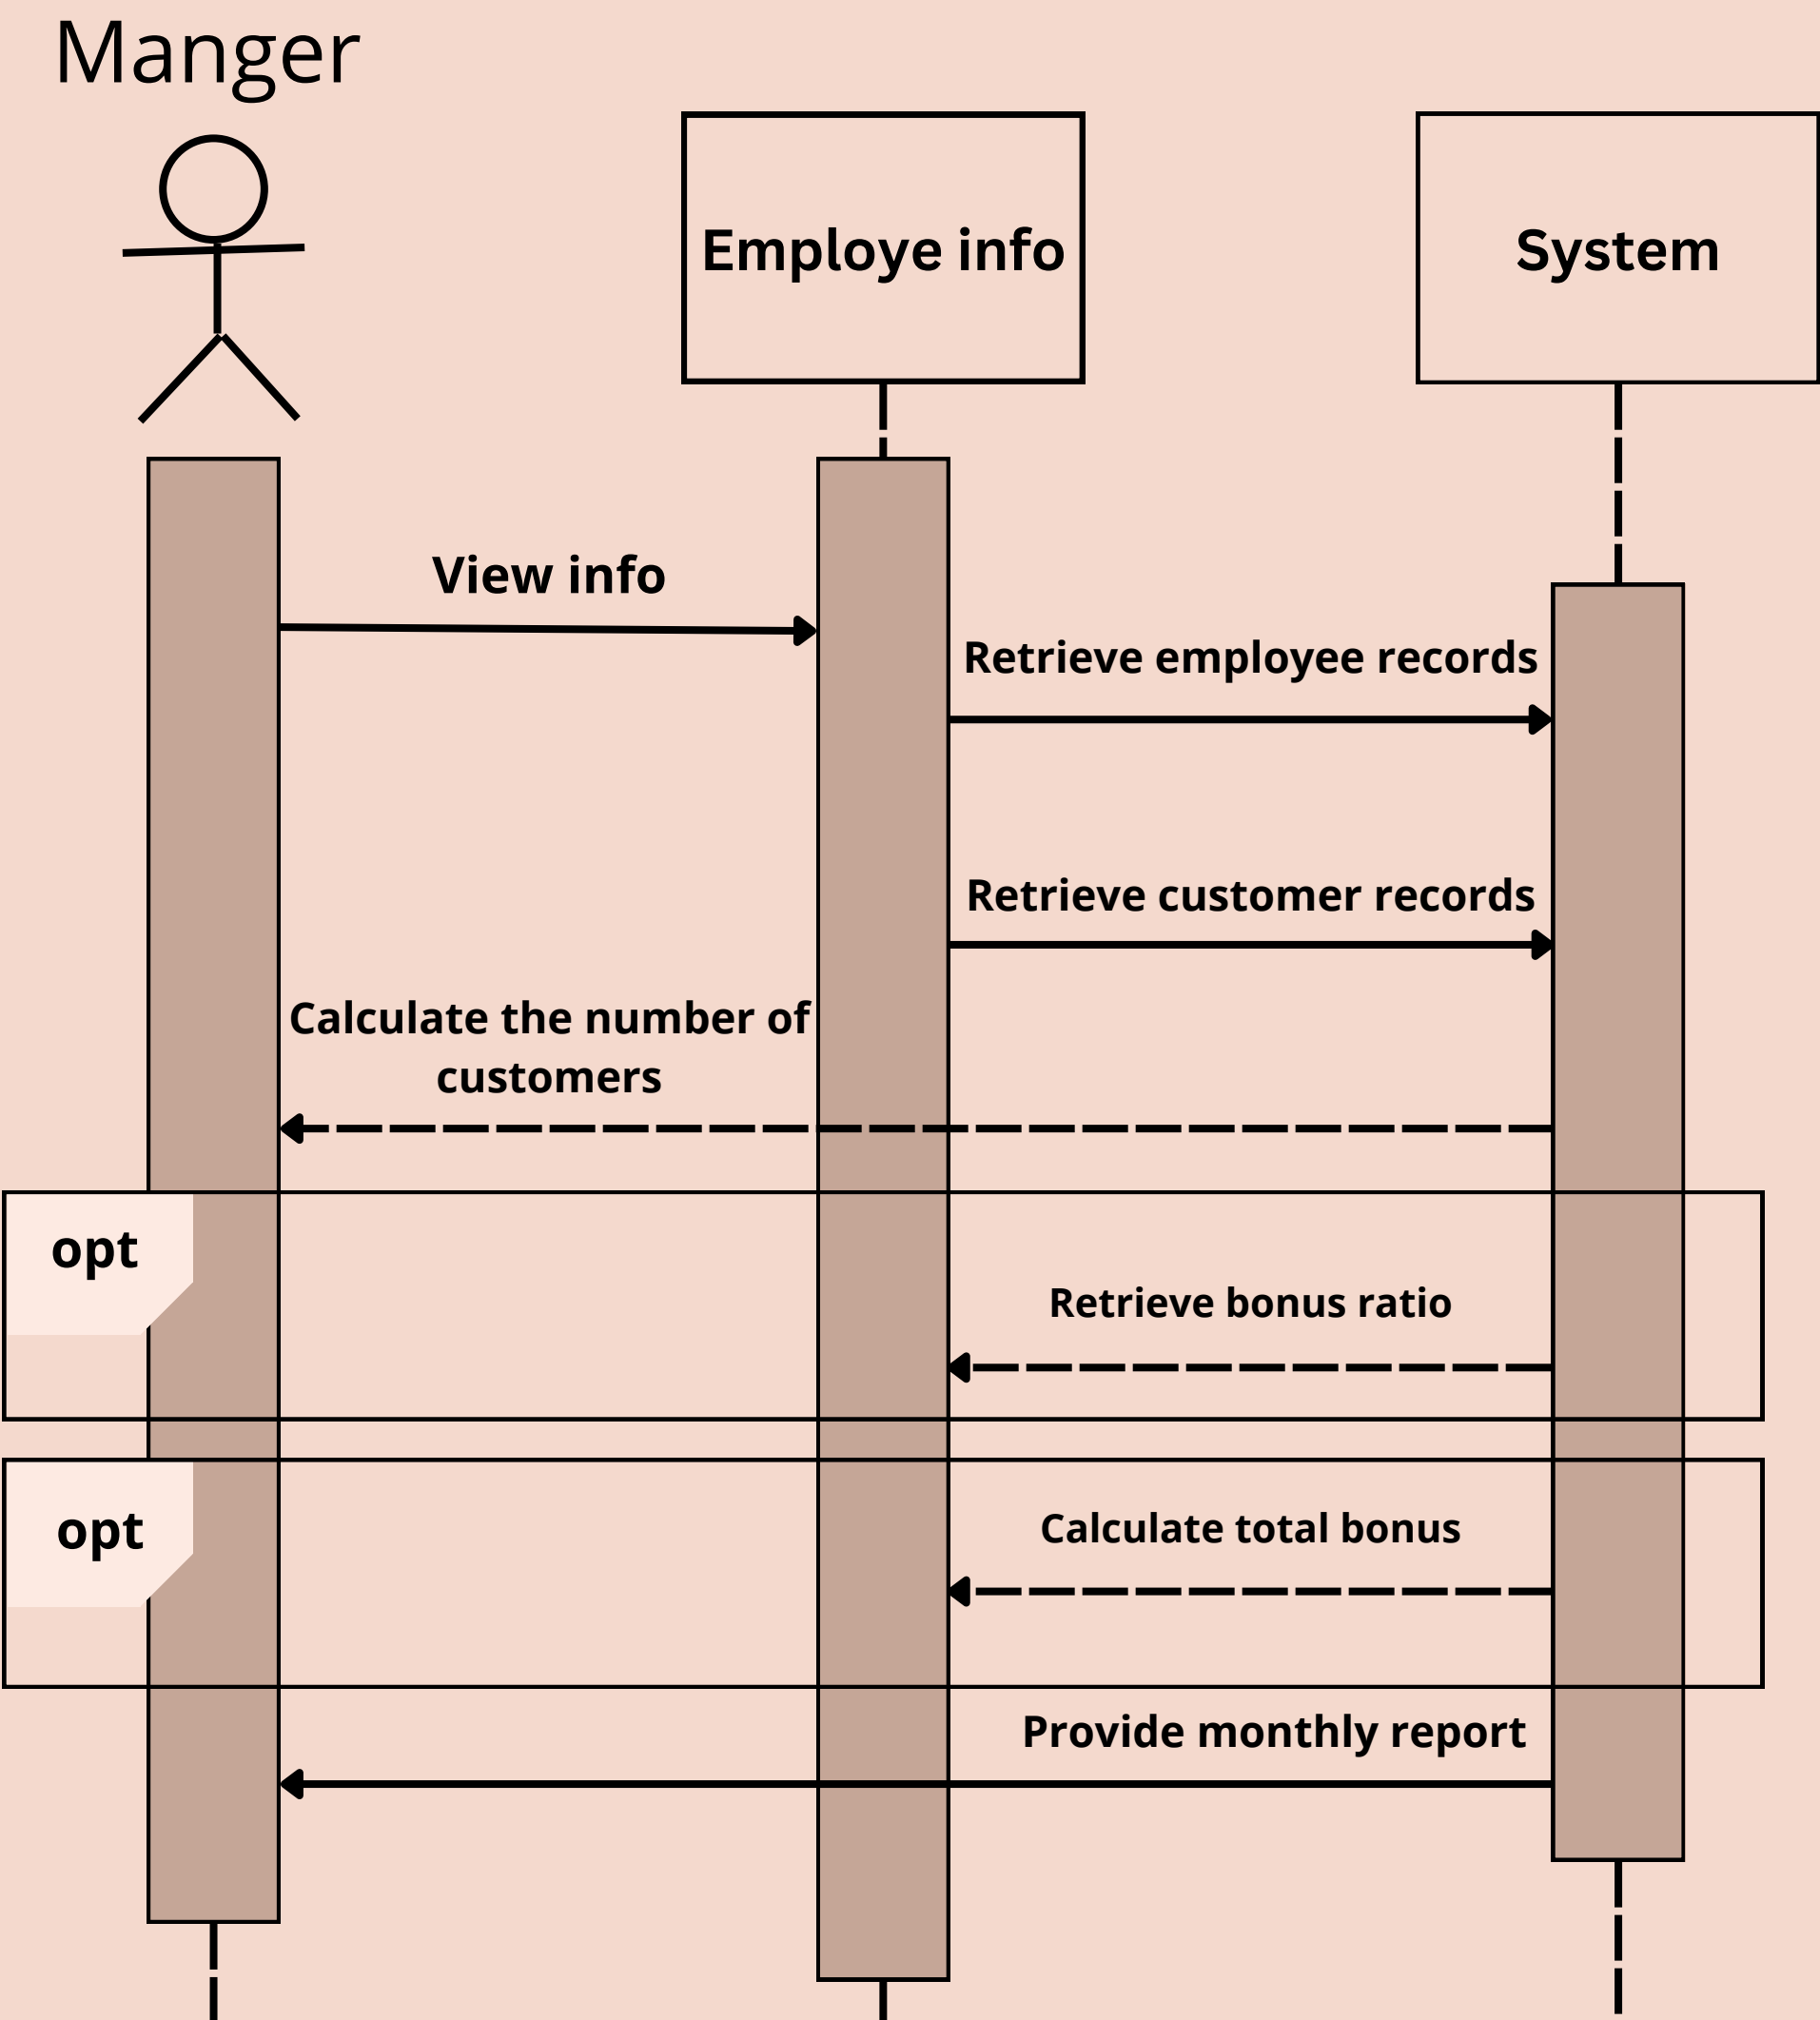 Manger
Employe info
System
View info
Retrieve employee records
Retrieve customer records
Calculate the number of
customers
opt
Retrieve bonus ratio
opt
Calculate total bonus
Provide monthly report